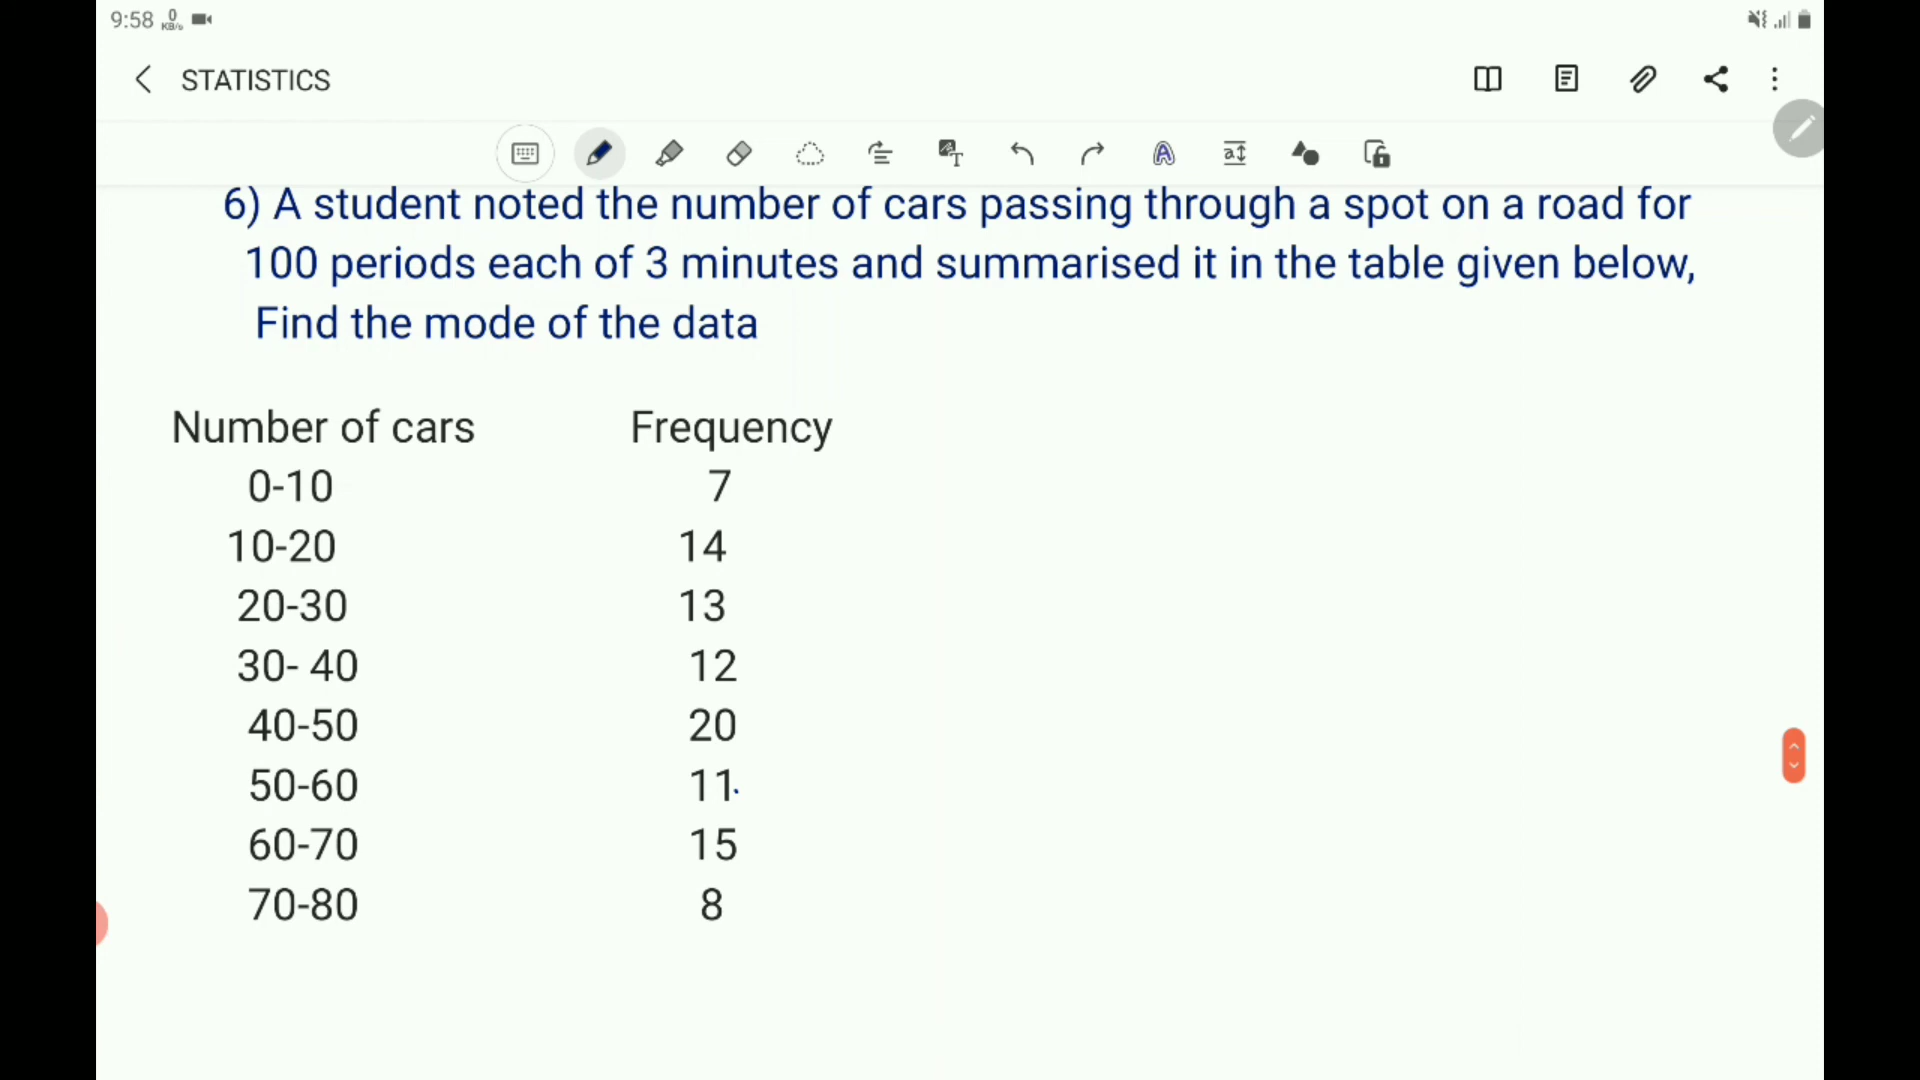 9:58 0 KB/s
STATISTICS
6) A student noted the number of cars passing through a spot on a road for
100 periods each of 3 minutes and summarised it in the table given below,
Find the mode of the data
Number of cars Frequency
0-10 7
10-20 14
20-30 13
30- 40 12
40-50 20
50-60 11
60-70 15
70-80 8